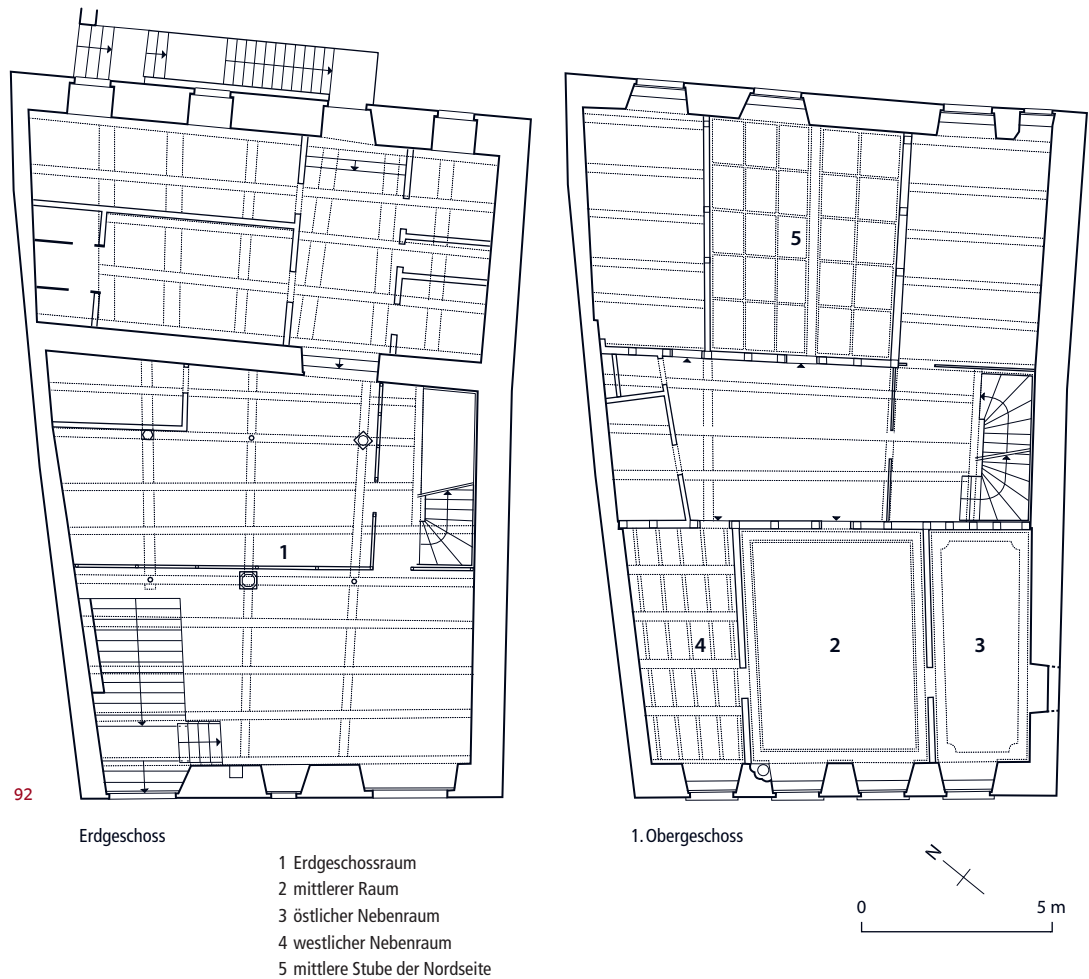 5
1
4
2
3
92
Erdgeschoss
1. Obergeschoss
1 Erdgeschossraum
2 mittlerer Raum
3 östlicher Nebenraum
4 westlicher Nebenraum
5 mittlere Stube der Nordseite
N
0 5 m